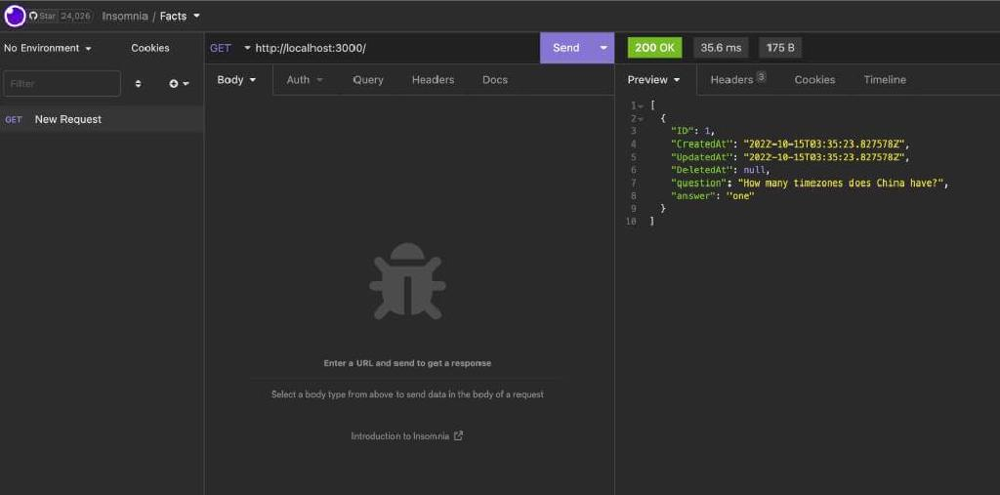 Star 24,026 Insomnia / Facts
No Environment Cookies
Filter
GET New Request
GET http://localhost:3000/ Send
Body Auth Query Headers Docs
Enter a URL and send to get a response
Select a body type from above to send data in the body of a request
Introduction to Insomnia
200 OK 35.6 ms 175 B
Preview Headers 3 Cookies Timeline
1 [
2 {
3 "ID": 1,
4 "CreatedAt": "2022-10-15T03:35:23.827578Z",
5 "UpdatedAt": "2022-10-15T03:35:23.827578Z",
6 "DeletedAt": null,
7 "question": "How many timezones does China have?",
8 "answer": "one"
9 }
10 ]